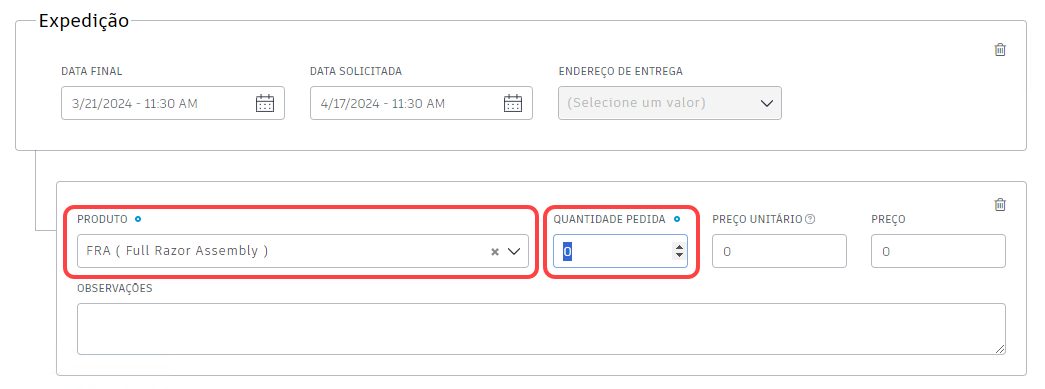 Expedição
DATA FINAL
DATA SOLICITADA
ENDEREÇO DE ENTREGA
3/21/2024 - 11:30 AM
4/17/2024 - 11:30 AM
(Selecione um valor)
PRODUTO
QUANTIDADE PEDIDA
PREÇO UNITÁRIO
PREÇO
FRA ( Full Razor Assembly )
0
0
0
OBSERVAÇÕES